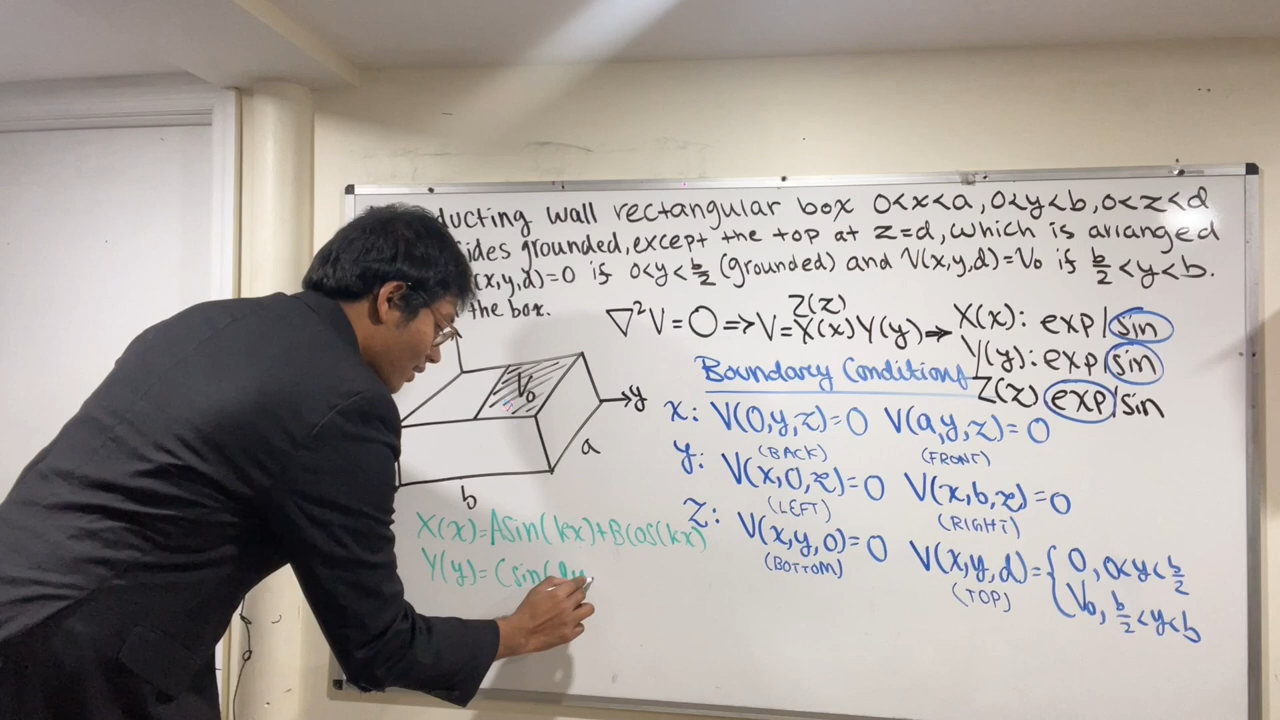 ducting wall rectangular box 0<x<a, 0<y<b, 0<z<d
ides grounded, except the top at z=d, which is arranged
(x,y,d)=0 if 0<y<b/2 (grounded) and V(x,y,d)=V₀ if b/2<y<b.
the box.
∇²V=0⇒V=X(x)Y(y)Z(z)→
X(x): exp/sin
Y(y): exp/sin
Z(z) exp/sin
Boundary Conditions
x: V(0,y,z)=0 V(a,y,z)=0
(BACK) (FRONT)
y: V(x,0,z)=0 V(x,b,z)=0
(LEFT) (RIGHT)
z: V(x,y,0)=0 V(x,y,d)={0, 0<y<b/2
V₀, b/2<y<b
(BOTTOM) (TOP)
V₀
y
a
b
X(x)=Asin(kx)+Bcos(kx)
Y(y)=Csin(ly